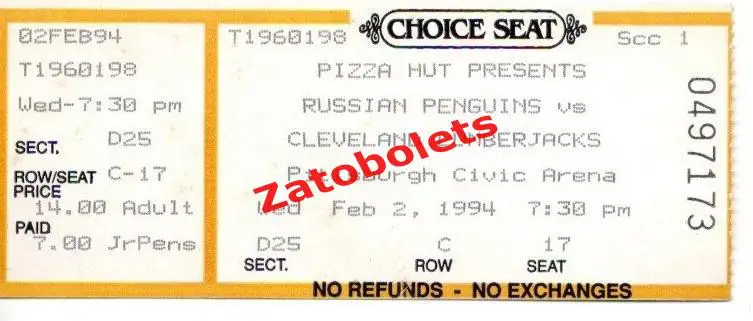 02FEB94
T1960198
Wed-7:30 pm
SECT. D25
ROW/SEAT C-17
PRICE
14.00 Adult
PAID
7.00 JrPens
T1960198 CHOICE SEAT Scc 1
PIZZA HUT PRESENTS
RUSSIAN PENGUINS vs
CLEVELAND LUMBERJACKS
Pittsburgh Civic Arena
Wed Feb 2, 1994 7:30 pm
D25 C 17
SECT. ROW SEAT
NO REFUNDS - NO EXCHANGES
0497173
Zatobolets